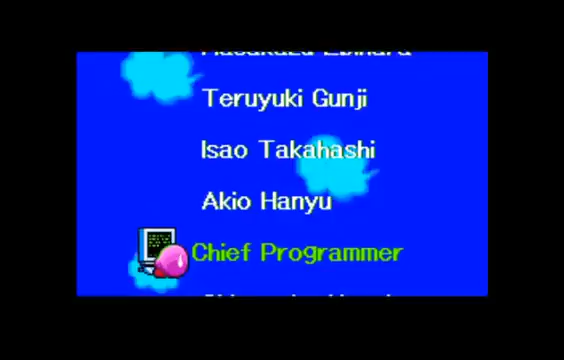 Teruyuki Gunji
Isao Takahashi
Akio Hanyu
Chief Programmer